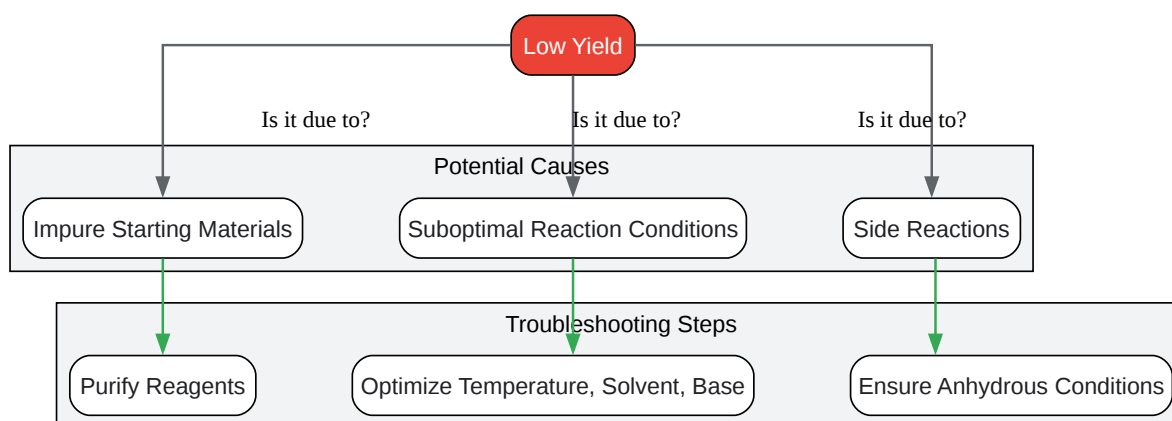 Low Yield
Is it due to?
Is it due to?
Is it due to?
Potential Causes
Impure Starting Materials
Suboptimal Reaction Conditions
Side Reactions
Troubleshooting Steps
Purify Reagents
Optimize Temperature, Solvent, Base
Ensure Anhydrous Conditions